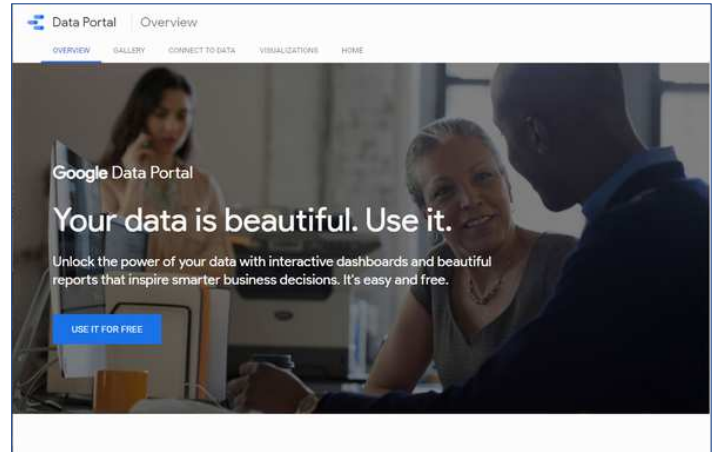 Data Portal Overview
OVERVIEW GALLERY CONNECT TO DATA VISUALIZATIONS HOME
Google Data Portal
Your data is beautiful. Use it.
Unlock the power of your data with interactive dashboards and beautiful
reports that inspire smarter business decisions. It's easy and free.
USE IT FOR FREE